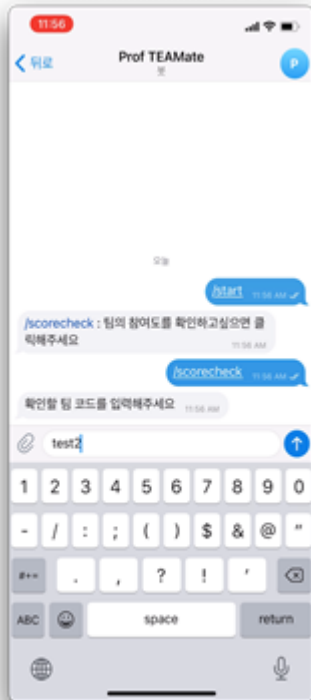 11:56
뒤로
Prof TEAMate
봇
P
오늘
/start 11:56 AM
/scorecheck : 팀의 참여도를 확인하고싶으면 클
릭해주세요
11:56 AM
/scorecheck 11:56 AM
확인할 팀 코드를 입력해주세요 11:56 AM
test2
1 2 3 4 5 6 7 8 9 0
- / : ; ( ) $ & @ "
#+= . , ? ! '
ABC space return